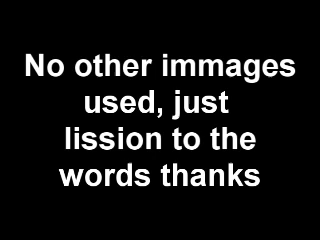 No other immages
used, just
lission to the
words thanks